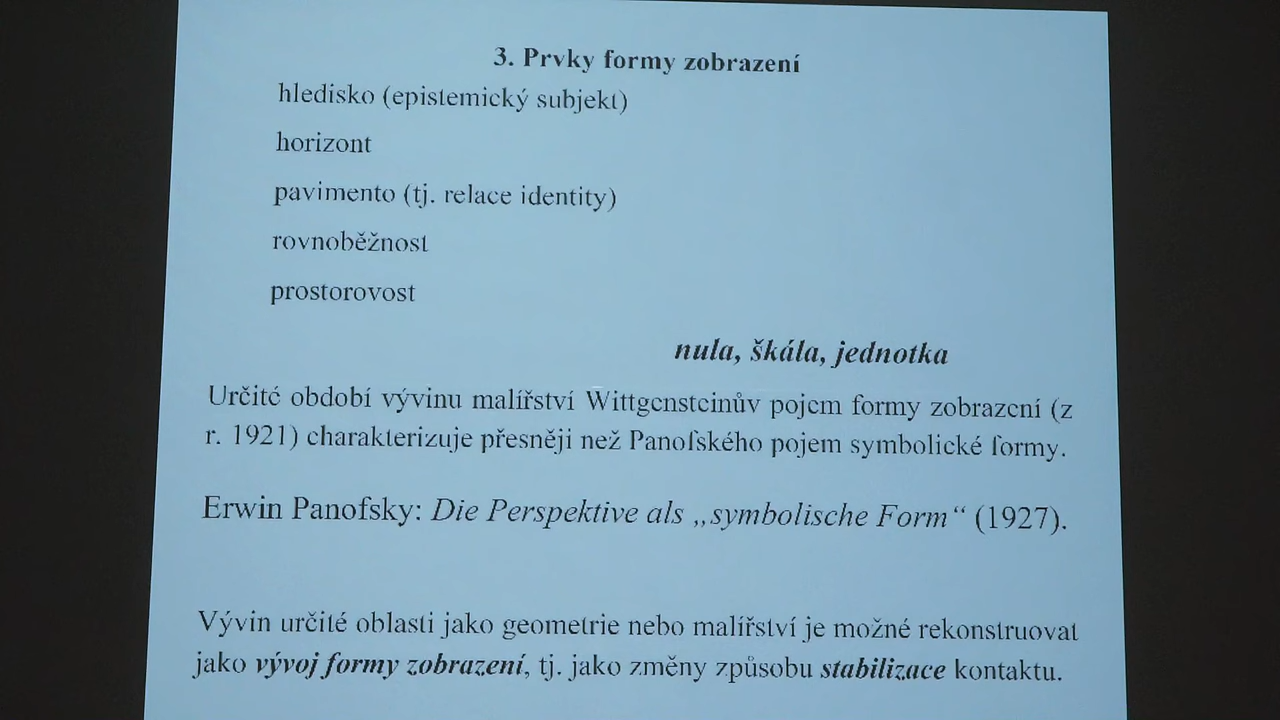 3. Prvky formy zobrazení
hledisko (epistemický subjekt)
horizont
pavimento (tj. relace identity)
rovnoběžnost
prostorovost
nula, škála, jednotka
Určité období vývinu malířství Wittgensteinův pojem formy zobrazení (z
r. 1921) charakterizuje přesněji než Panofského pojem symbolické formy.
Erwin Panofsky: Die Perspektive als „symbolische Form“ (1927).
Vývin určité oblasti jako geometrie nebo malířství je možné rekonstruovat
jako vývoj formy zobrazení, tj. jako změny způsobu stabilizace kontaktu.